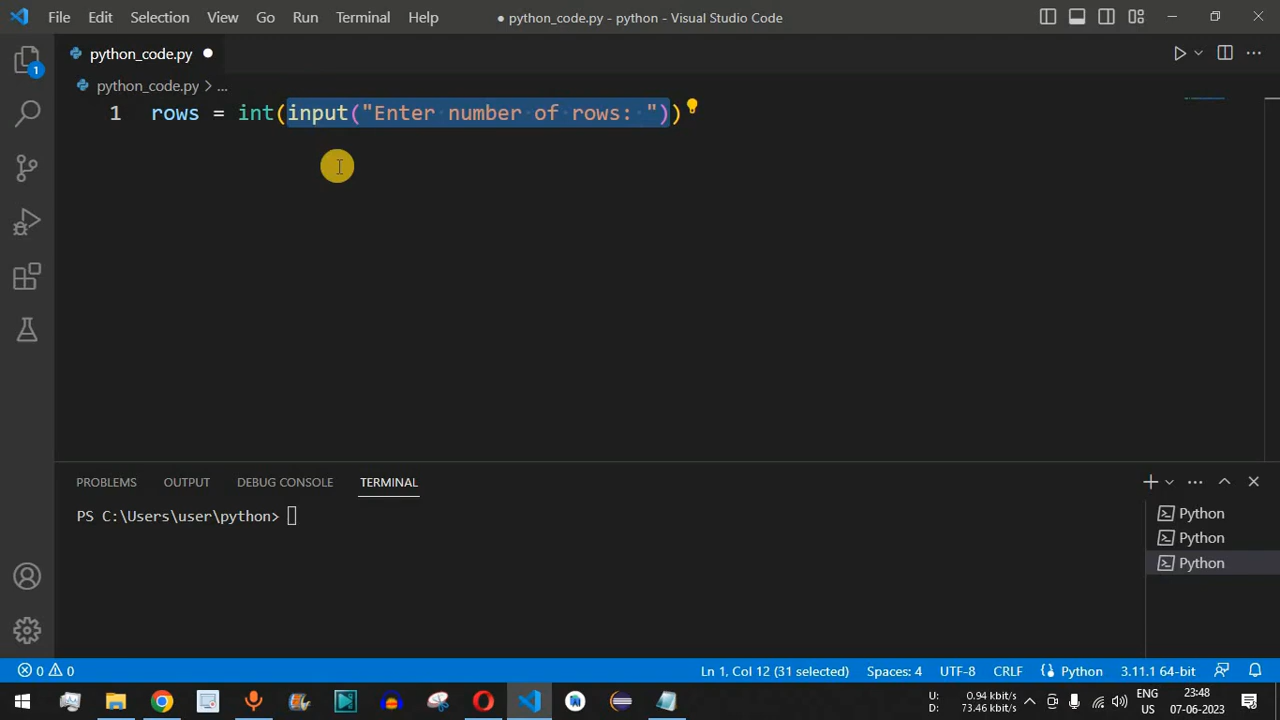 File Edit Selection View Go Run Terminal Help ● python_code.py - python - Visual Studio Code
python_code.py ●
python_code.py > ...
1 rows = int(input("Enter number of rows: "))
1
PROBLEMS OUTPUT DEBUG CONSOLE TERMINAL
PS C:\Users\user\python>
Python
Python
Python
0 0 Ln 1, Col 12 (31 selected) Spaces: 4 UTF-8 CRLF Python 3.11.1 64-bit
U: 0.94 kbit/s
D: 73.46 kbit/s
ENG
US
23:48
07-06-2023